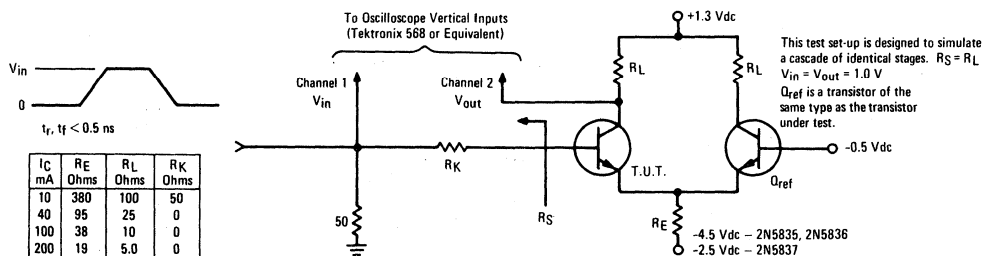 To Oscilloscope Vertical Inputs
(Tektronix 568 or Equivalent)
+1.3 Vdc
This test set-up is designed to simulate
a cascade of identical stages. RS = RL
Vin = Vout = 1.0 V
Qref is a transistor of the
same type as the transistor
under test.
Vin
0
tr, tf < 0.5 ns
Channel 1
Vin
Channel 2
Vout
RL
RL
-0.5 Vdc
T.U.T.
Qref
RK
RS
50
RE
-4.5 Vdc – 2N5835, 2N5836
-2.5 Vdc – 2N5837
IC mA RE Ohms RL Ohms RK Ohms
10 380 100 50
40 95 25 0
100 38 10 0
200 19 5.0 0